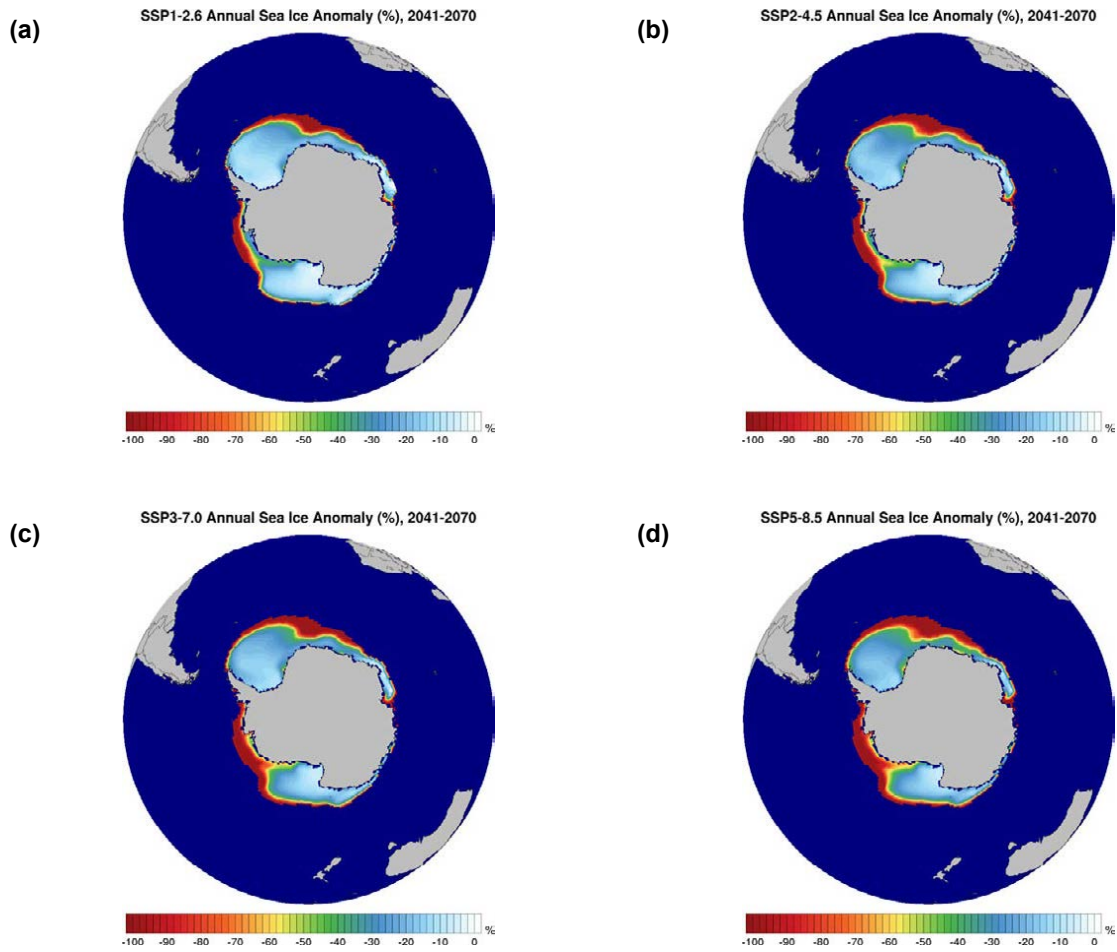 (a)
SSP1-2.6 Annual Sea Ice Anomaly (%), 2041-2070
-100 -90 -80 -70 -60 -50 -40 -30 -20 -10 0 %
(b)
SSP2-4.5 Annual Sea Ice Anomaly (%), 2041-2070
-100 -90 -80 -70 -60 -50 -40 -30 -20 -10 0 %
(c)
SSP3-7.0 Annual Sea Ice Anomaly (%), 2041-2070
-100 -90 -80 -70 -60 -50 -40 -30 -20 -10 0 %
(d)
SSP5-8.5 Annual Sea Ice Anomaly (%), 2041-2070
-100 -90 -80 -70 -60 -50 -40 -30 -20 -10 0 %